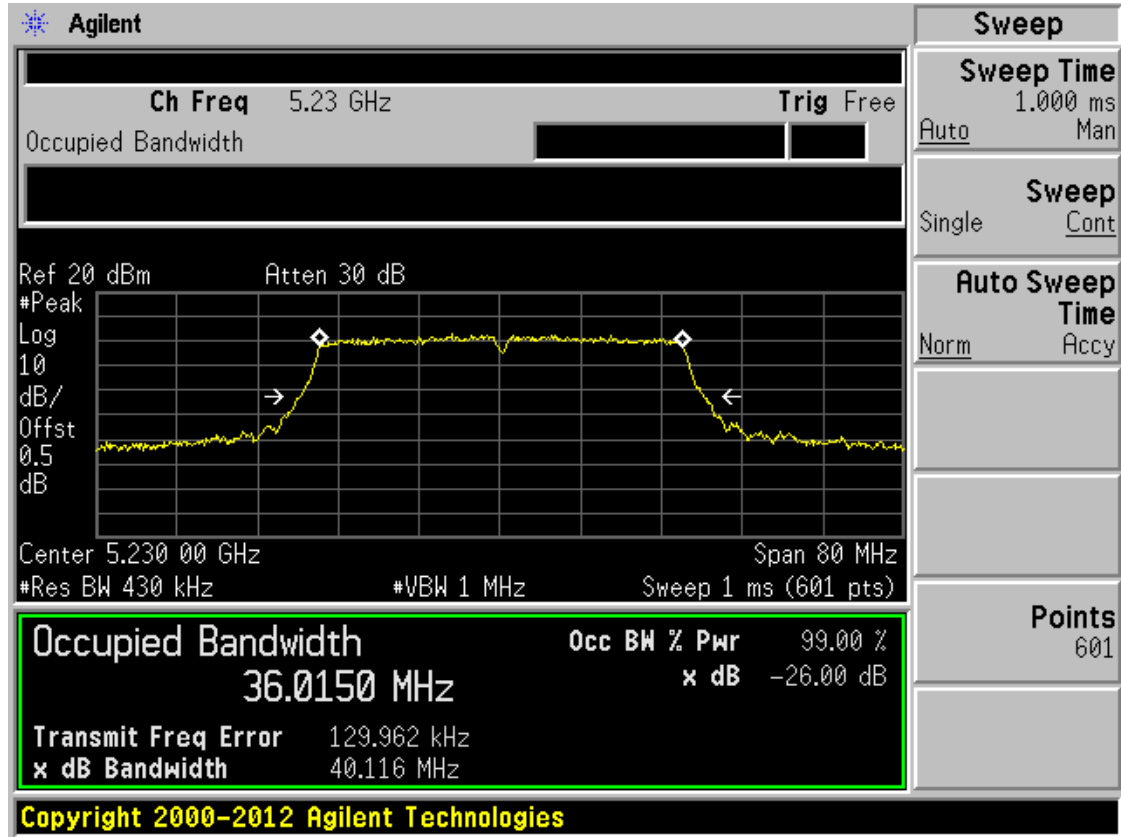 Agilent
Sweep
Ch Freq 5.23 GHz Trig Free
Occupied Bandwidth
Sweep Time
1.000 ms
Auto Man
Sweep
Single Cont
Auto Sweep
Time
Norm Accy
Points
601
Ref 20 dBm Atten 30 dB
#Peak
Log
10
dB/
Offst
0.5
dB
Center 5.230 00 GHz Span 80 MHz
#Res BW 430 kHz #VBW 1 MHz Sweep 1 ms (601 pts)
Occupied Bandwidth Occ BW % Pwr 99.00 %
36.0150 MHz x dB -26.00 dB
Transmit Freq Error 129.962 kHz
x dB Bandwidth 40.116 MHz
Copyright 2000-2012 Agilent Technologies